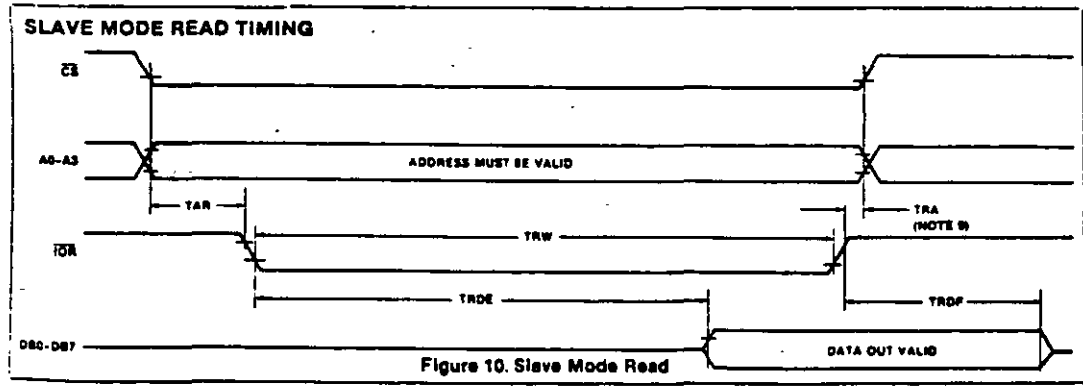 SLAVE MODE READ TIMING
CS
A0-A3
ADDRESS MUST BE VALID
TAR
TRA
(NOTE 9)
IOR
TRW
TRDE
TRDF
DB0-DB7
DATA OUT VALID
Figure 10. Slave Mode Read